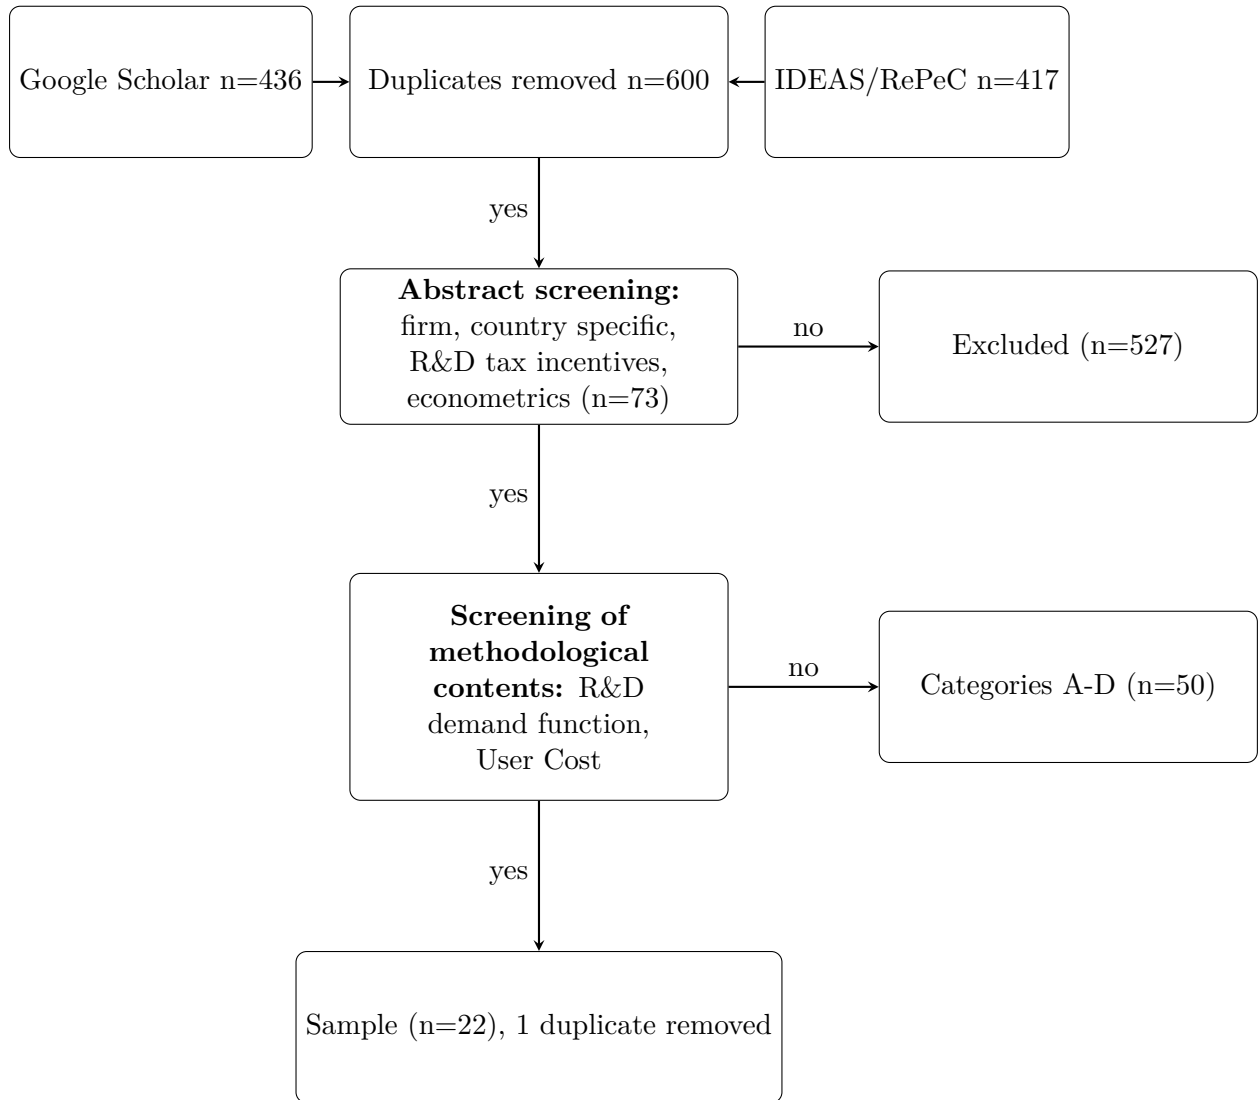 Google Scholar n=436
Duplicates removed n=600
IDEAS/RePeC n=417
yes
Abstract screening:
firm, country specific,
R&D tax incentives,
econometrics (n=73)
no
Excluded (n=527)
yes
Screening of
methodological
contents: R&D
demand function,
User Cost
no
Categories A-D (n=50)
yes
Sample (n=22), 1 duplicate removed